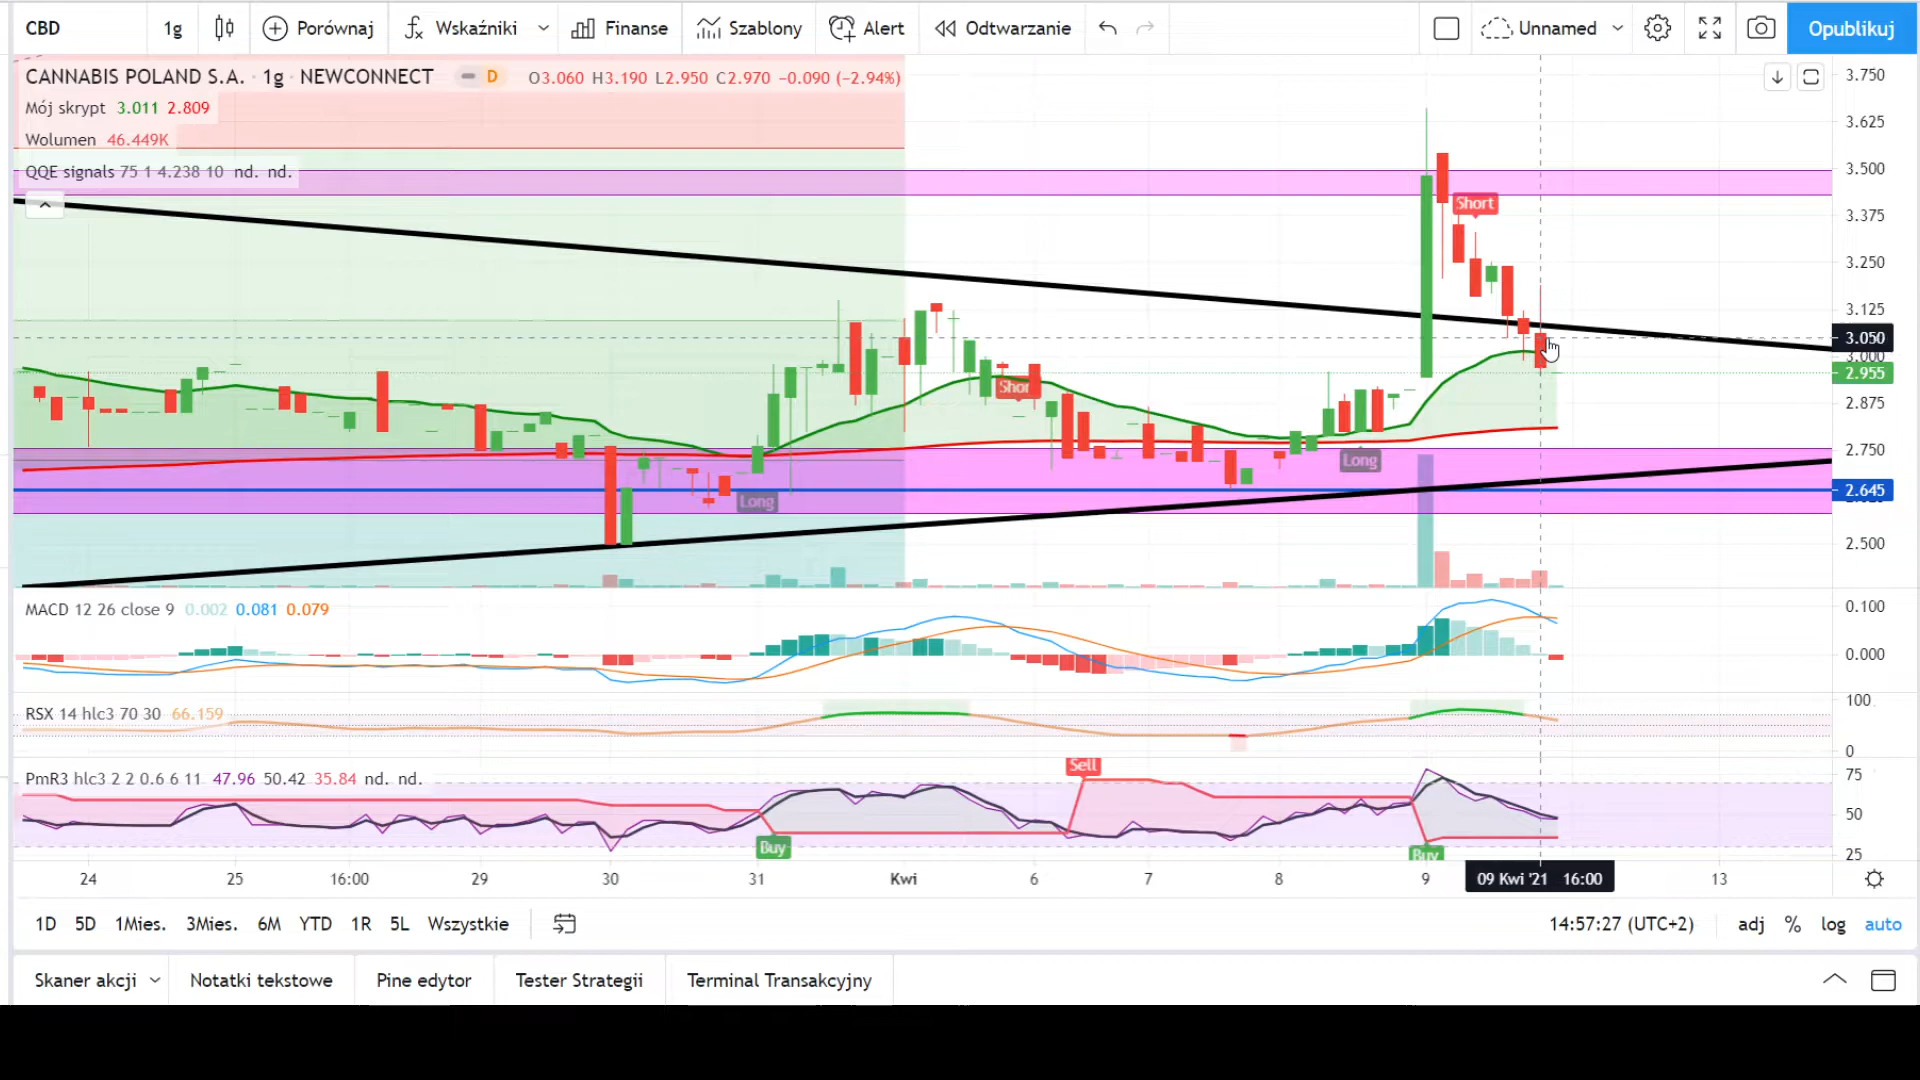 CBD 1g Porównaj Wskaźniki Finanse Szablony Alert Odtwarzanie Unnamed Opublikuj
CANNABIS POLAND S.A. · 1g · NEWCONNECT D O3.060 H3.190 L2.950 C2.970 −0.090 (−2.94%)
Mój skrypt 3.011 2.809
Wolumen 46.449K
QQE signals 75 1 4.238 10 nd. nd.
3.750
3.625
3.500
3.375
3.250
3.125
3.050
3.000
2.955
2.875
2.750
2.645
2.500
Short
Short
Long
Long
MACD 12 26 close 9 0.002 0.081 0.079
0.100
0.000
RSX 14 hlc3 70 30 66.159
100
0
PmR3 hlc3 2 2 0.6 6 11 47.96 50.42 35.84 nd. nd.
Sell
Buy
Buy
75
50
25
24 25 16:00 29 30 31 Kwi 6 7 8 9 09 Kwi '21 16:00 13
1D 5D 1Mies. 3Mies. 6M YTD 1R 5L Wszystkie 14:57:27 (UTC+2) adj % log auto
Skaner akcji Notatki tekstowe Pine edytor Tester Strategii Terminal Transakcyjny